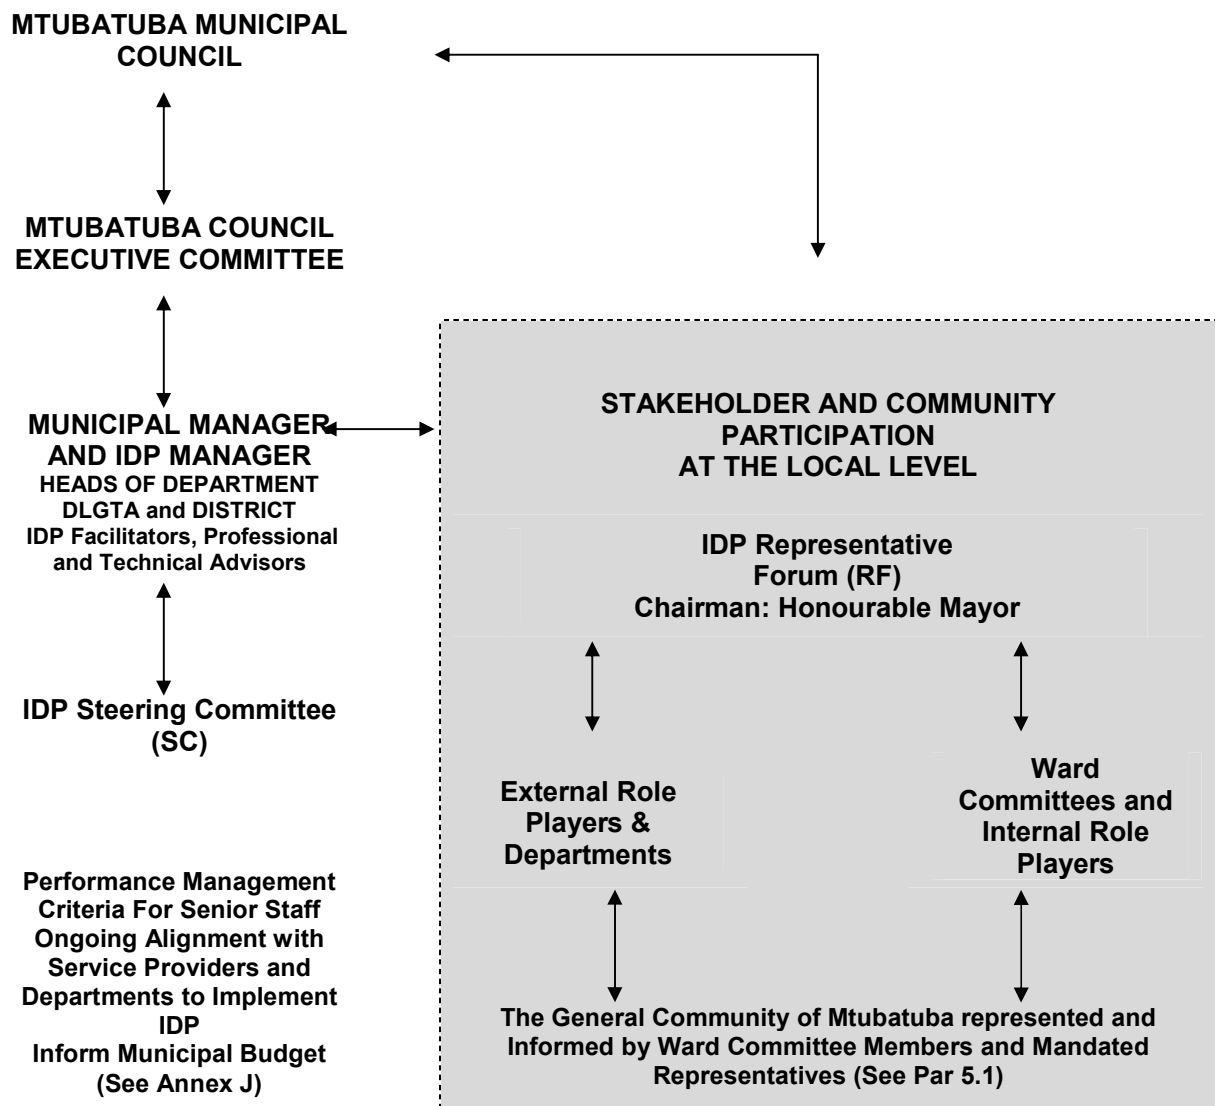 MTUBATUBA MUNICIPAL
COUNCIL
MTUBATUBA COUNCIL
EXECUTIVE COMMITTEE
MUNICIPAL MANAGER
AND IDP MANAGER
HEADS OF DEPARTMENT
DLGTA and DISTRICT
IDP Facilitators, Professional
and Technical Advisors
IDP Steering Committee
(SC)
Performance Management
Criteria For Senior Staff
Ongoing Alignment with
Service Providers and
Departments to Implement
IDP
Inform Municipal Budget
(See Annex J)
STAKEHOLDER AND COMMUNITY
PARTICIPATION
AT THE LOCAL LEVEL
IDP Representative
Forum (RF)
Chairman: Honourable Mayor
External Role
Players &
Departments
Ward
Committees and
Internal Role
Players
The General Community of Mtubatuba represented and
Informed by Ward Committee Members and Mandated
Representatives (See Par 5.1)